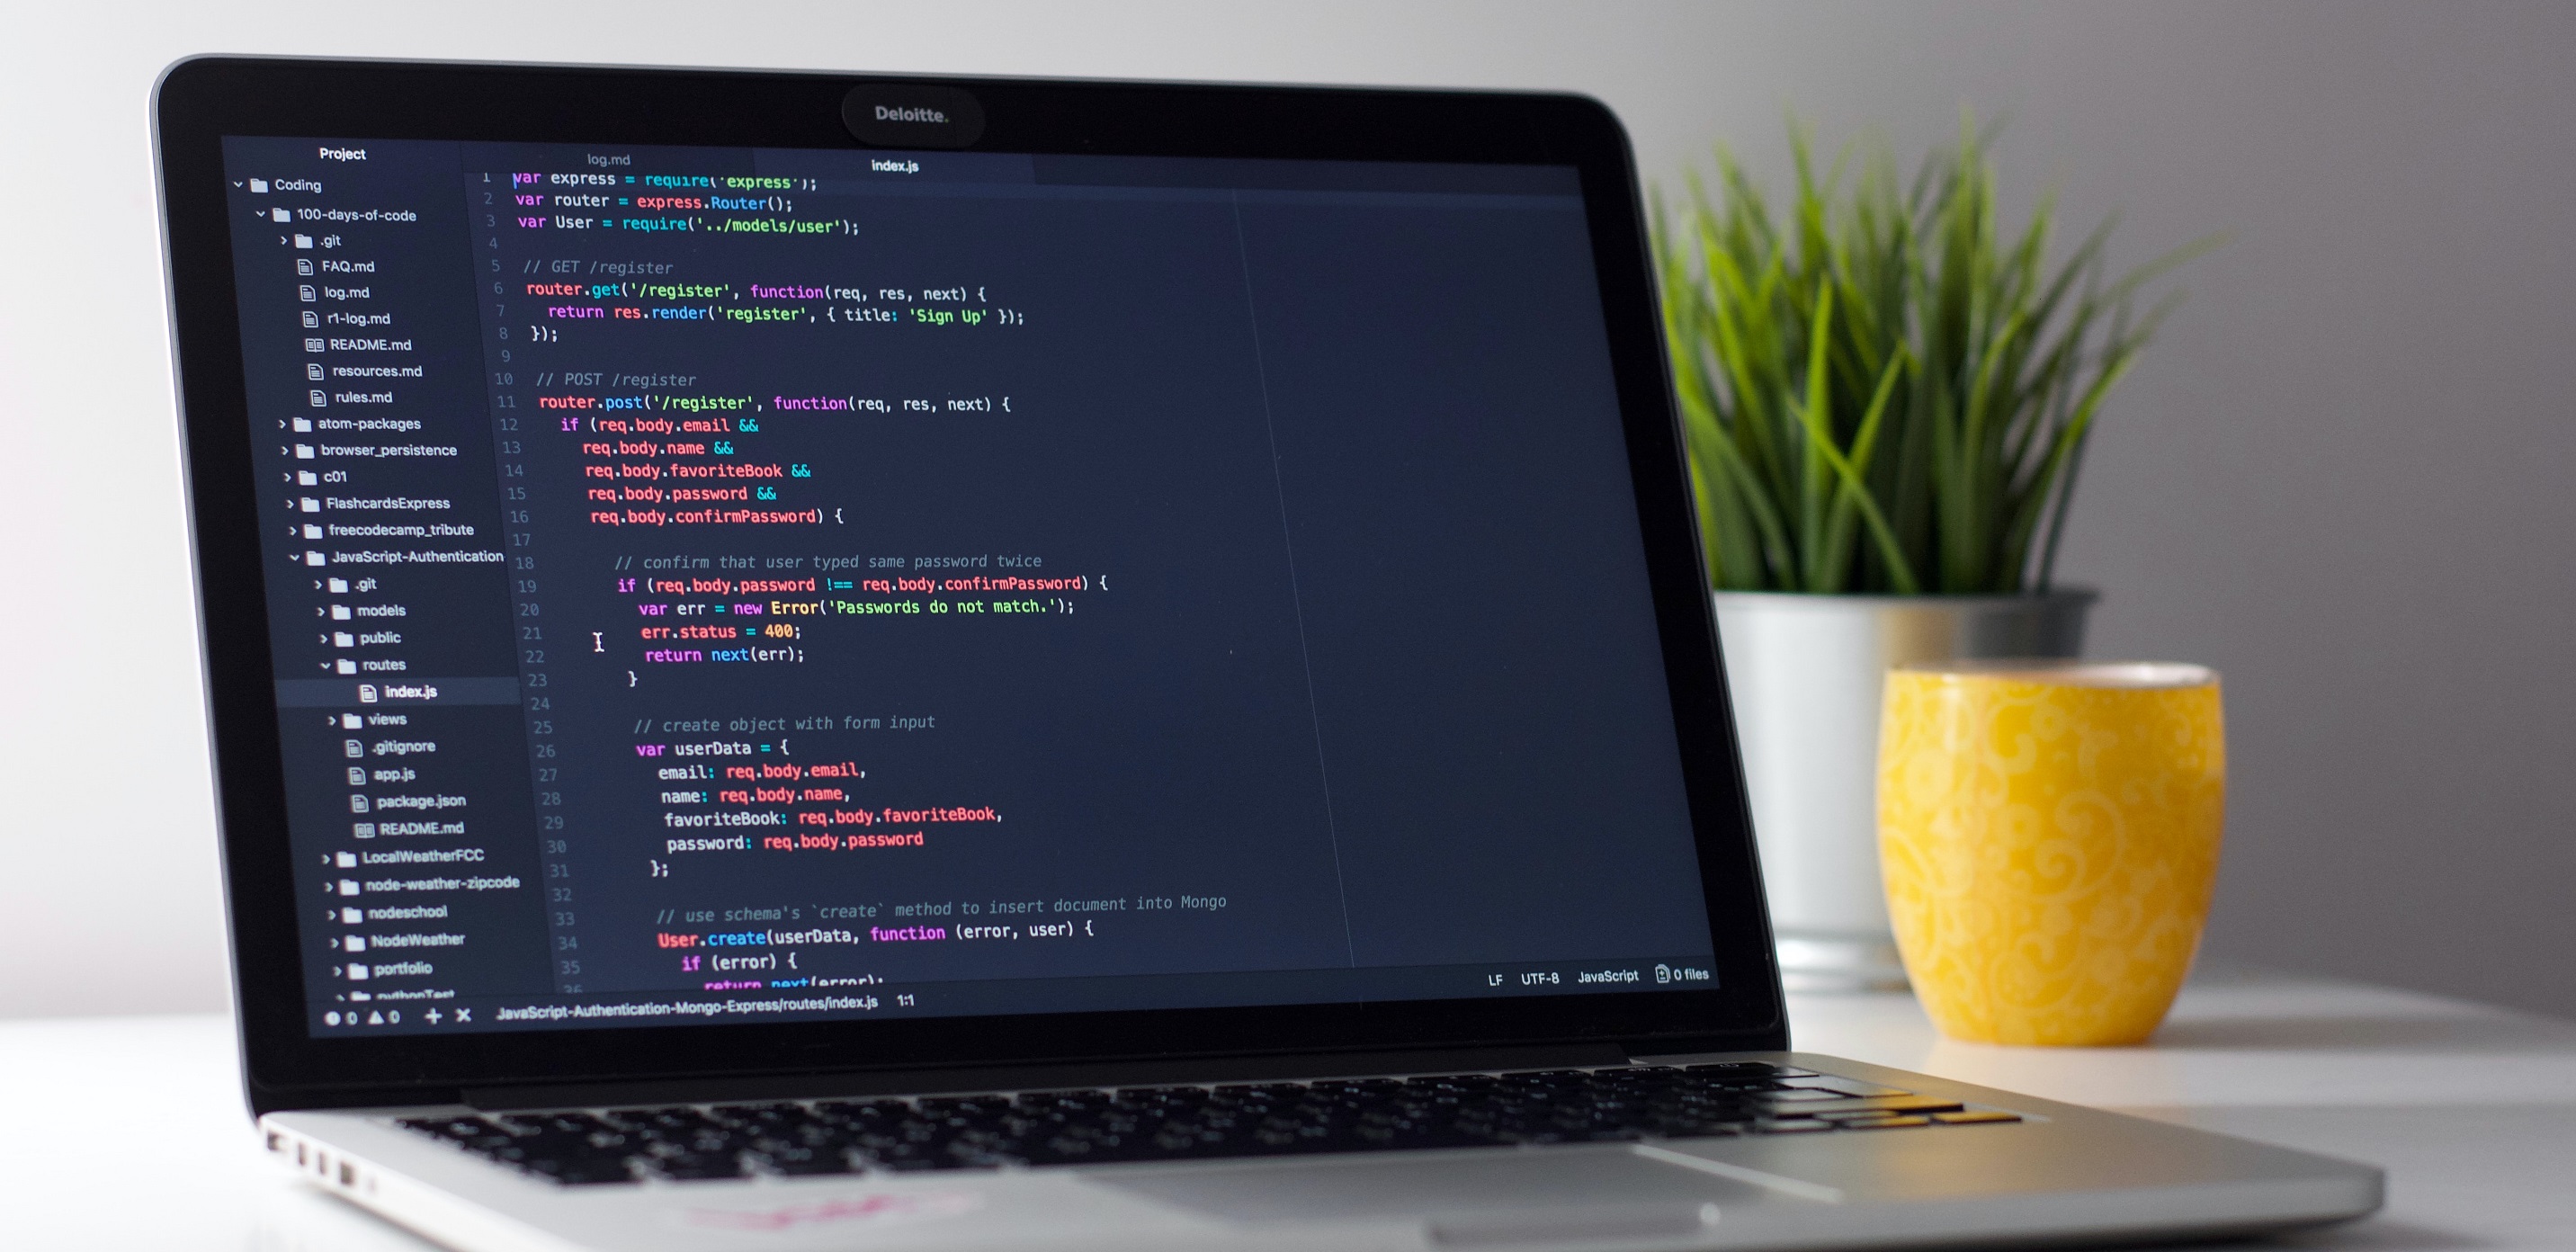 Deloitte.
Project
Coding
100-days-of-code
.git
FAQ.md
log.md
r1-log.md
README.md
resources.md
rules.md
atom-packages
browser_persistence
c01
FlashcardsExpress
freecodecamp_tribute
JavaScript-Authentication
.git
models
public
routes
index.js
views
.gitignore
app.js
package.json
README.md
LocalWeatherFCC
node-weather-zipcode
nodeschool
NodeWeather
portfolio
pythonTest
log.md
index.js
1 var express = require('express');
2 var router = express.Router();
3 var User = require('../models/user');
4
5 // GET /register
6 router.get('/register', function(req, res, next) {
7 return res.render('register', { title: 'Sign Up' });
8 });
9
10 // POST /register
11 router.post('/register', function(req, res, next) {
12 if (req.body.email &&
13 req.body.name &&
14 req.body.favoriteBook &&
15 req.body.password &&
16 req.body.confirmPassword) {
17
18 // confirm that user typed same password twice
19 if (req.body.password !== req.body.confirmPassword) {
20 var err = new Error('Passwords do not match.');
21 err.status = 400;
22 return next(err);
23 }
24
25 // create object with form input
26 var userData = {
27 email: req.body.email,
28 name: req.body.name,
29 favoriteBook: req.body.favoriteBook,
30 password: req.body.password
31 };
32
33 // use schema's `create` method to insert document into Mongo
34 User.create(userData, function (error, user) {
35 if (error) {
36 return next(error);
0 0 + × JavaScript-Authentication-Mongo-Express/routes/index.js 1:1 LF UTF-8 JavaScript 0 files